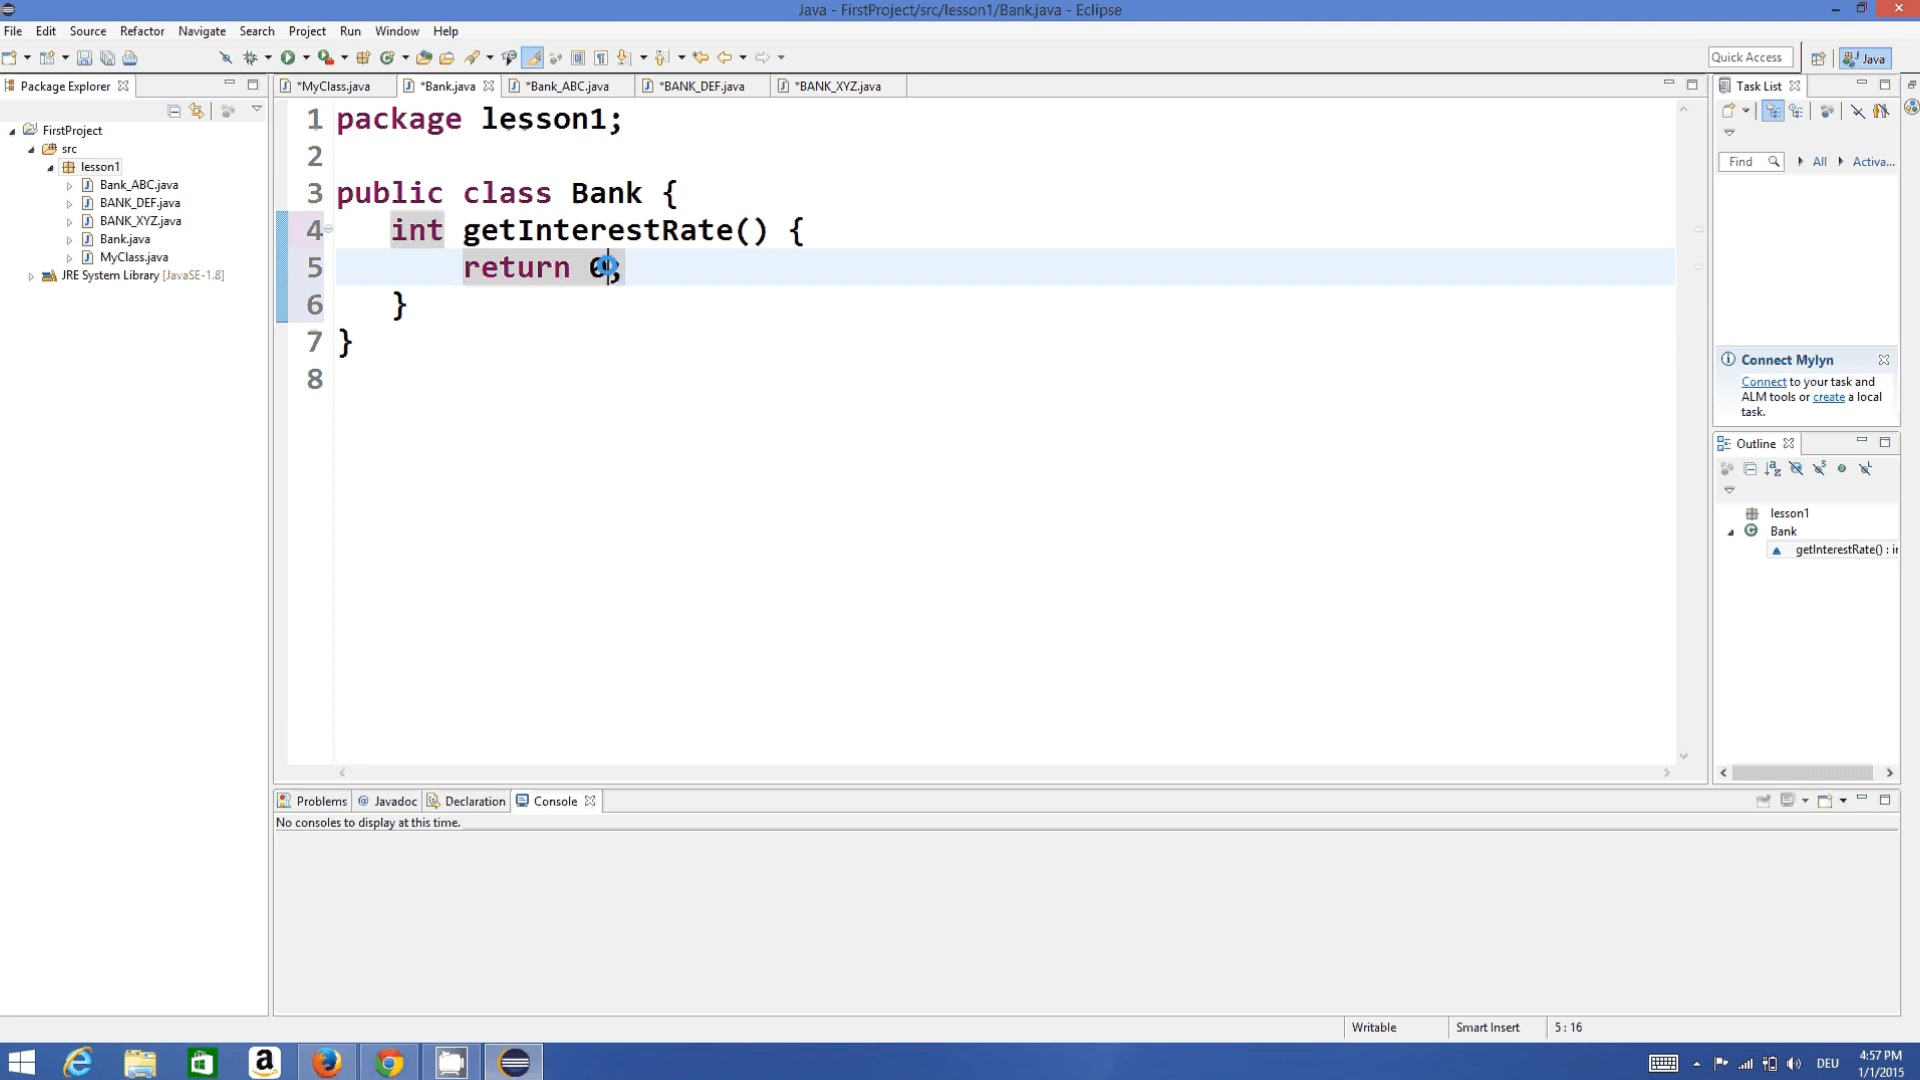 Java - FirstProject/src/lesson1/Bank.java - Eclipse
File Edit Source Refactor Navigate Search Project Run Window Help
Quick Access
Java
Package Explorer
*MyClass.java
*Bank.java
*Bank_ABC.java
*BANK_DEF.java
*BANK_XYZ.java
Task List
FirstProject
src
lesson1
Bank_ABC.java
BANK_DEF.java
BANK_XYZ.java
Bank.java
MyClass.java
JRE System Library [JavaSE-1.8]
1 package lesson1;
2
3 public class Bank {
4 int getInterestRate() {
5 return 0;
6 }
7 }
8
Find
All
Activa...
Connect Mylyn
Connect to your task and
ALM tools or create a local
task.
Outline
lesson1
Bank
getInterestRate() : in
Problems
Javadoc
Declaration
Console
No consoles to display at this time.
Writable
Smart Insert
5 : 16
DEU
4:57 PM
1/1/2015